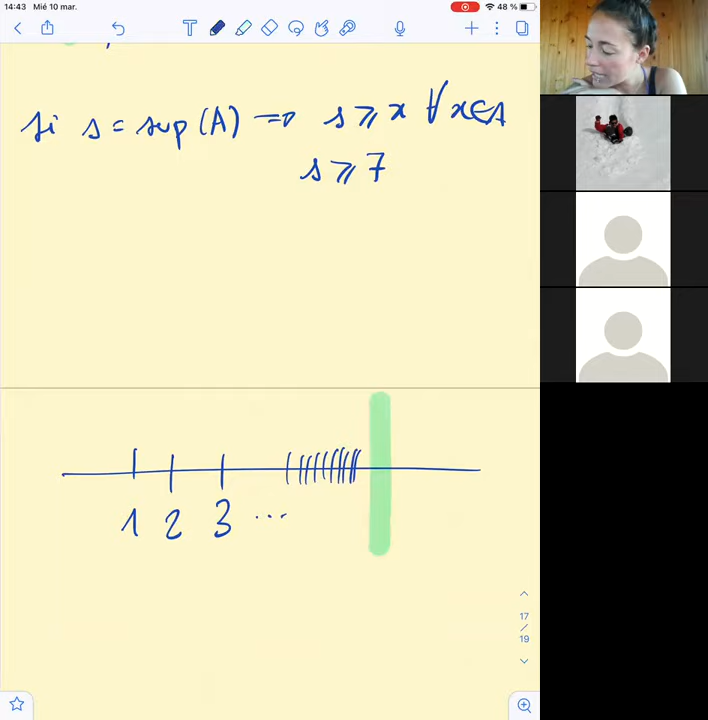 14:43 Mié 10 mar.
48 %
T
si s = sup(A) ⇒ s ⩾ x ∀x∈A
s ⩾ 7
1 2 3 ...
17
/
19